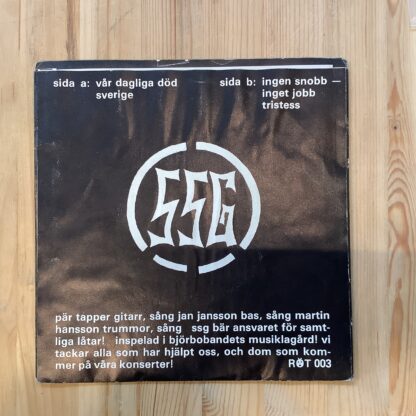 sida a: vår dagliga död
sverige
sida b: ingen snobb —
inget jobb
tristess
SSG
pär tapper gitarr, sång jan jansson bas, sång martin
hansson trummor, sång ssg bär ansvaret för samt-
liga låtar! inspelad i björbobandets musiklagård! vi
tackar alla som har hjälpt oss, och dom som kom-
mer på våra konserter! RÖT 003